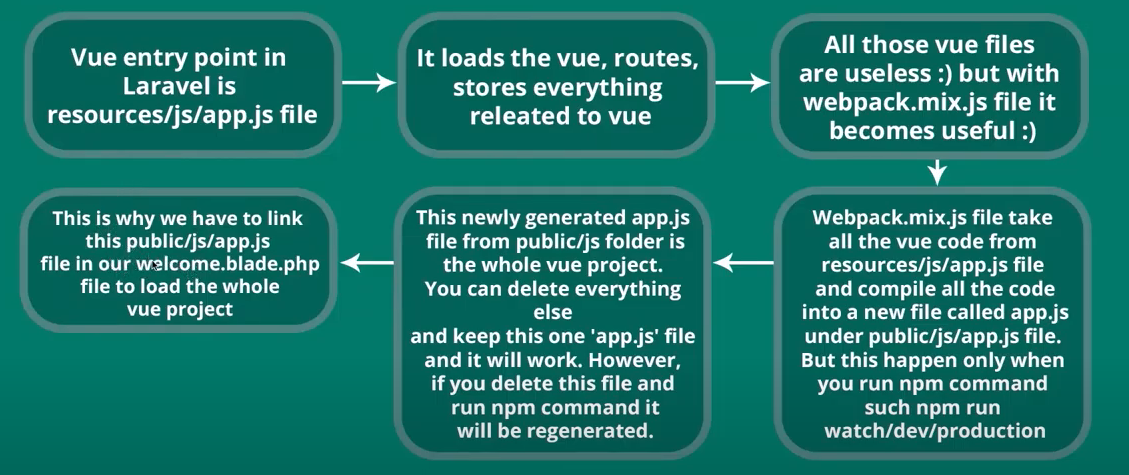 Vue entry point in
Laravel is
resources/js/app.js file
It loads the vue, routes,
stores everything
releated to vue
All those vue files
are useless :) but with
webpack.mix.js file it
becomes useful :)
Webpack.mix.js file take
all the vue code from
resources/js/app.js file
and compile all the code
into a new file called app.js
under public/js/app.js file.
But this happen only when
you run npm command
such npm run
watch/dev/production
This newly generated app.js
file from public/js folder is
the whole vue project.
You can delete everything
else
and keep this one 'app.js' file
and it will work. However,
if you delete this file and
run npm command it
will be regenerated.
This is why we have to link
this public/js/app.js
file in our welcome.blade.php
file to load the whole
vue project